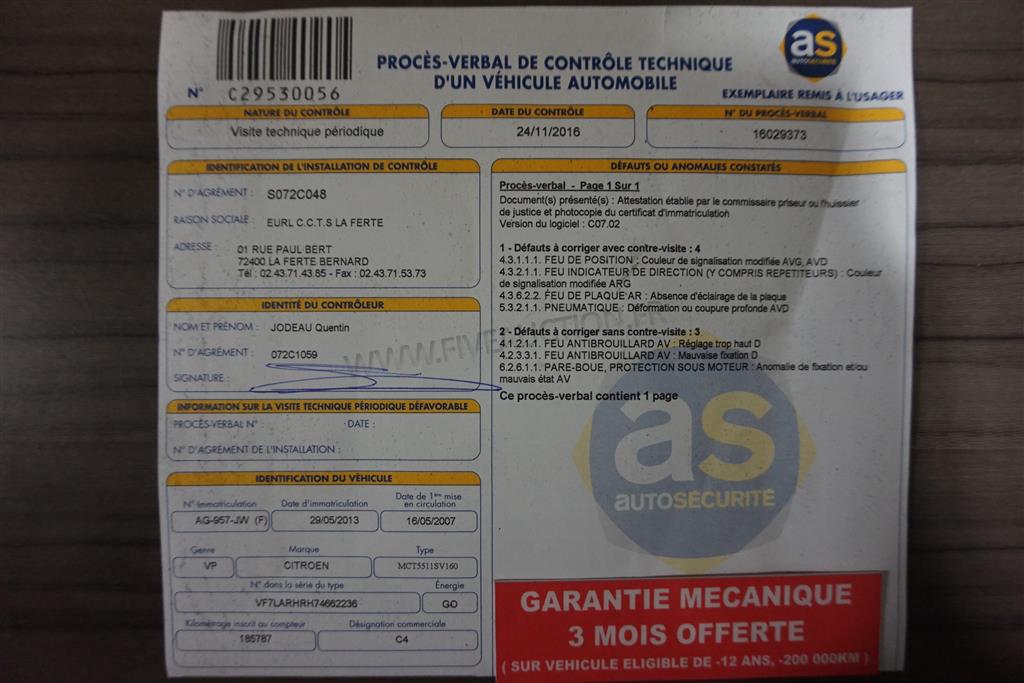 PROCÈS-VERBAL DE CONTRÔLE TECHNIQUE
D'UN VÉHICULE AUTOMOBILE
as
AUTOSÉCURITÉ
N° C29530056
EXEMPLAIRE REMIS À L'USAGER
NATURE DU CONTRÔLE
Visite technique périodique
DATE DU CONTRÔLE
24/11/2016
N° DU PROCÈS-VERBAL
16029373
IDENTIFICATION DE L'INSTALLATION DE CONTRÔLE
N° D'AGRÉMENT : S072C048
RAISON SOCIALE : EURL C.C.T.S LA FERTE
ADRESSE : 01 RUE PAUL BERT
72400 LA FERTE BERNARD
Tél : 02.43.71.43.85 - Fax : 02.43.71.53.73
IDENTITÉ DU CONTRÔLEUR
NOM ET PRÉNOM : JODEAU Quentin
N° D'AGRÉMENT : 072C1059
SIGNATURE :
INFORMATION SUR LA VISITE TECHNIQUE PÉRIODIQUE DÉFAVORABLE
PROCÈS-VERBAL N° : DATE :
N° D'AGRÉMENT DE L'INSTALLATION :
IDENTIFICATION DU VÉHICULE
N° Immatriculation
AG-957-JW (F)
Date d'immatriculation
29/05/2013
Date de 1ère mise
en circulation
16/05/2007
Genre
VP
Marque
CITROEN
Type
MCT5511SV160
N° dans la série du type
VF7LARHRH74662236
Énergie
GO
Kilométrage inscrit au compteur
185787
Désignation commerciale
C4
DÉFAUTS OU ANOMALIES CONSTATÉS
Procès-verbal - Page 1 Sur 1
Document(s) présenté(s) : Attestation établie par le commissaire priseur ou l'huissier
de justice et photocopie du certificat d'immatriculation
Version du logiciel : C07.02
1 - Défauts à corriger avec contre-visite : 4
4.3.1.1.1. FEU DE POSITION : Couleur de signalisation modifiée AVG, AVD
4.3.2.1.1. FEU INDICATEUR DE DIRECTION (Y COMPRIS REPETITEURS) : Couleur
de signalisation modifiée ARG
4.3.6.2.2. FEU DE PLAQUE AR : Absence d'éclairage de la plaque
5.3.2.1.1. PNEUMATIQUE : Déformation ou coupure profonde AVD
2 - Défauts à corriger sans contre-visite : 3
4.1.2.1.1. FEU ANTIBROUILLARD AV : Réglage trop haut D
4.2.3.3.1. FEU ANTIBROUILLARD AV : Mauvaise fixation D
6.2.6.1.1. PARE-BOUE, PROTECTION SOUS MOTEUR : Anomalie de fixation et/ou
mauvais état AV
Ce procès-verbal contient 1 page
as
AUTOSÉCURITÉ
GARANTIE MECANIQUE
3 MOIS OFFERTE
( SUR VEHICULE ELIGIBLE DE -12 ANS, -200 000KM )